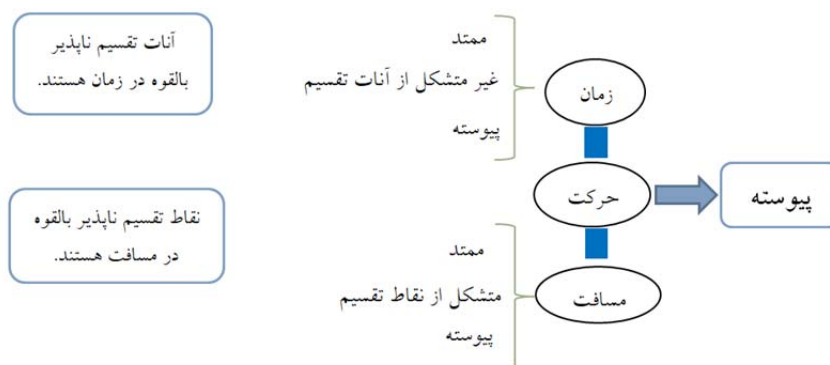 آنات تقسیم ناپذیر
بالقوه در زمان هستند.
ممتد
غیر متشکل از آنات تقسیم
پیوسته
زمان
حرکت
پیوسته
نقاط تقسیم ناپذیر بالقوه
در مسافت هستند.
ممتد
متشکل از نقاط تقسیم
پیوسته
مسافت